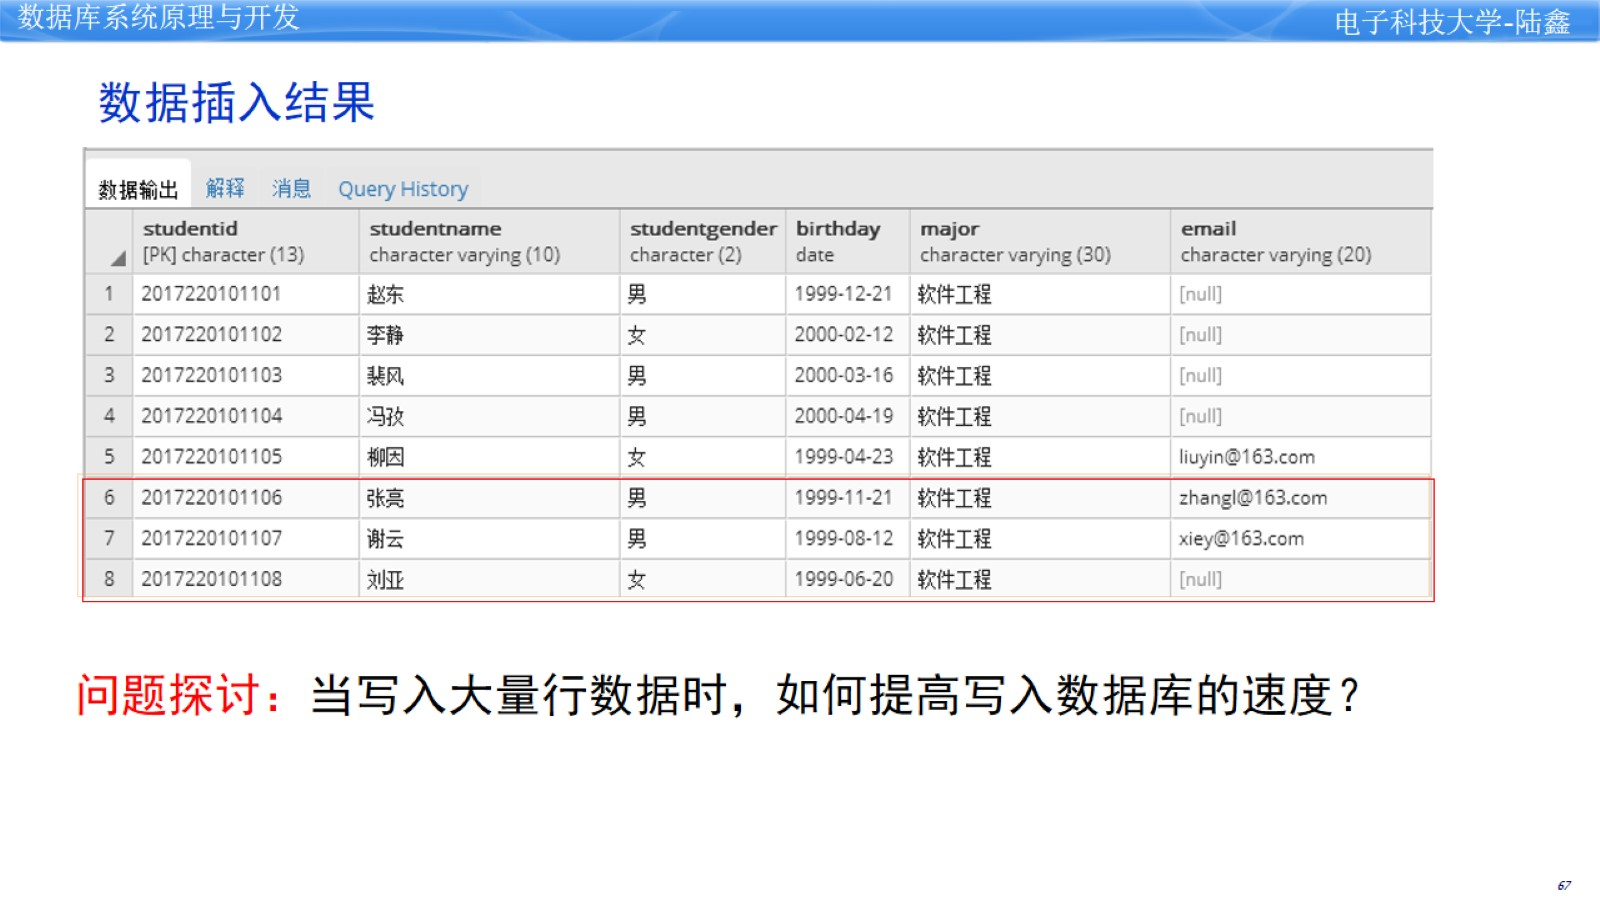 数据库系统原理与开发
电子科技大学-陆鑫
数据插入结果
数据输出 解释 消息 Query History
studentid studentname studentgender birthday major email
[PK] character (13) character varying (10) character (2) date character varying (30) character varying (20)
1 2017220101101 赵东 男 1999-12-21 软件工程 [null]
2 2017220101102 李静 女 2000-02-12 软件工程 [null]
3 2017220101103 裴风 男 2000-03-16 软件工程 [null]
4 2017220101104 冯孜 男 2000-04-19 软件工程 [null]
5 2017220101105 柳因 女 1999-04-23 软件工程 liuyin@163.com
6 2017220101106 张亮 男 1999-11-21 软件工程 zhangl@163.com
7 2017220101107 谢云 男 1999-08-12 软件工程 xiey@163.com
8 2017220101108 刘亚 女 1999-06-20 软件工程 [null]
问题探讨：当写入大量行数据时，如何提高写入数据库的速度？
67